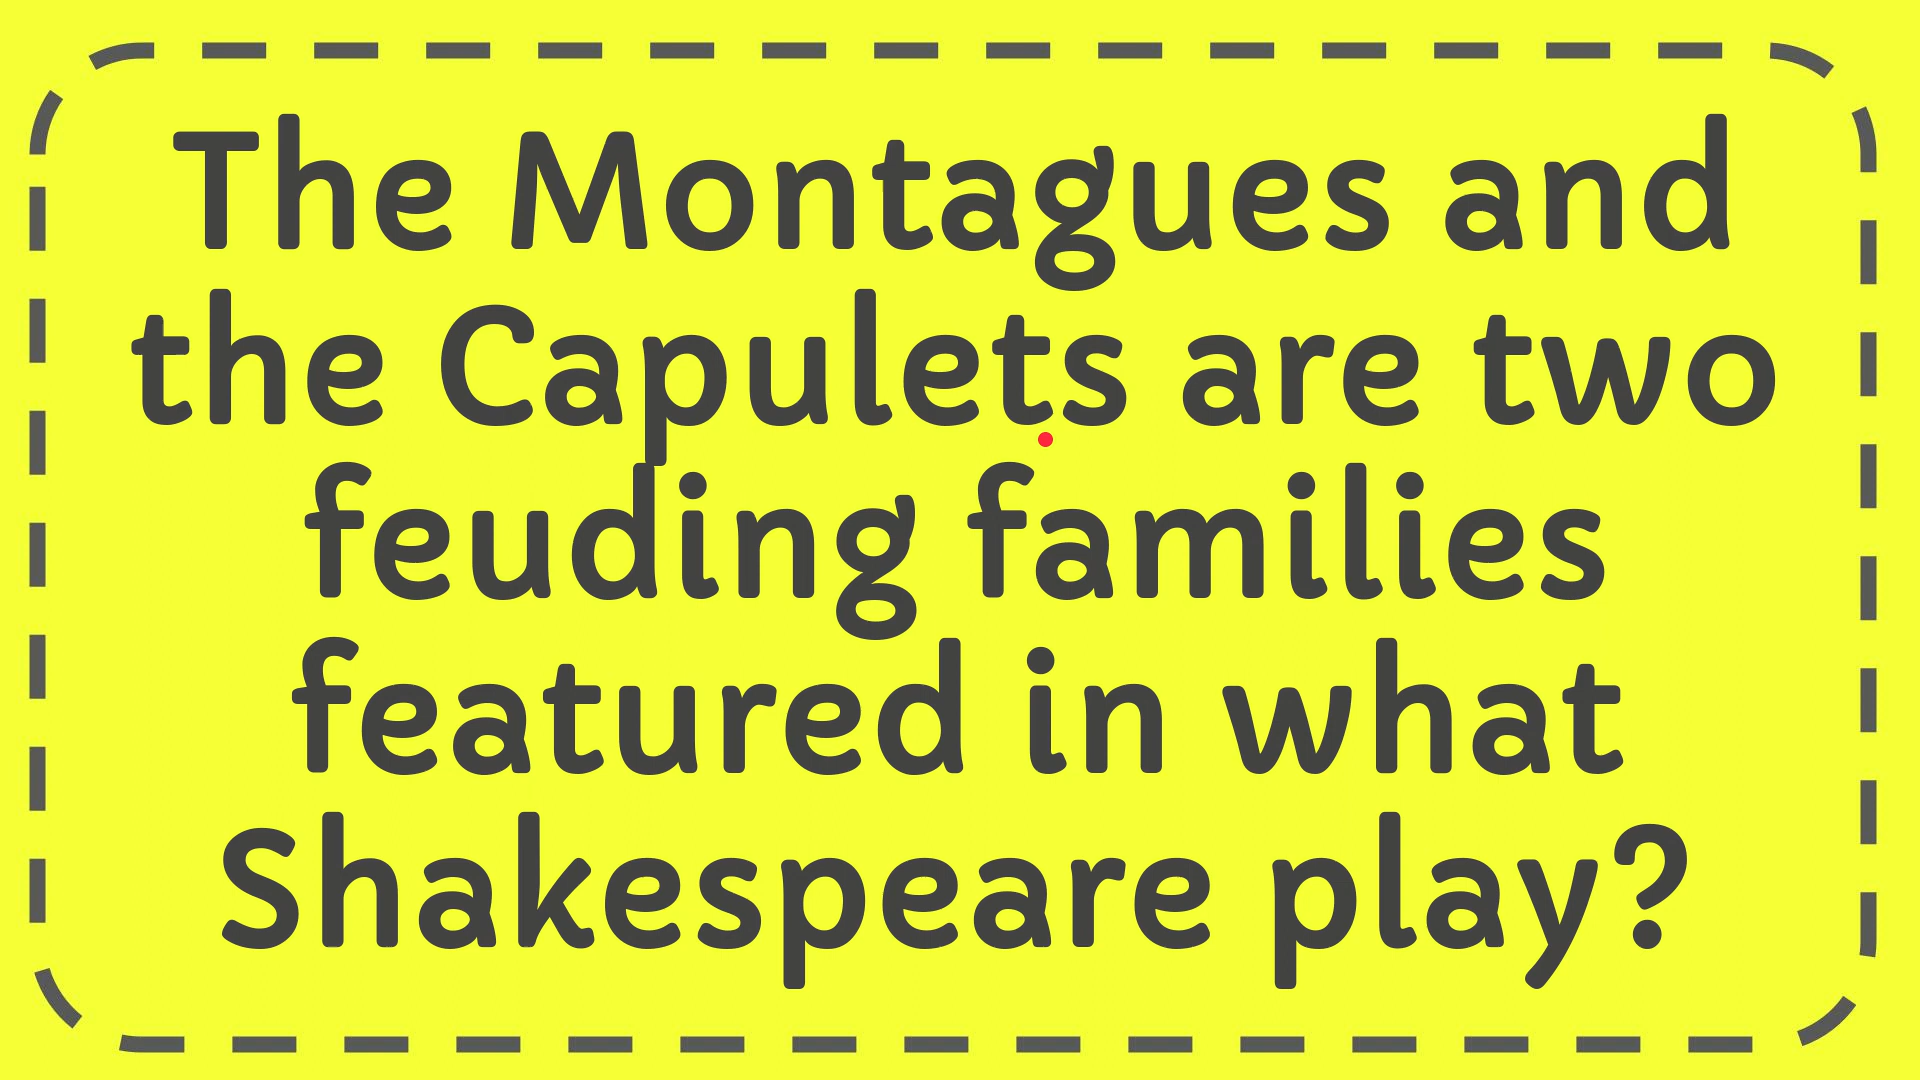 The Montagues and
the Capulets are two
feuding families
featured in what
Shakespeare play?